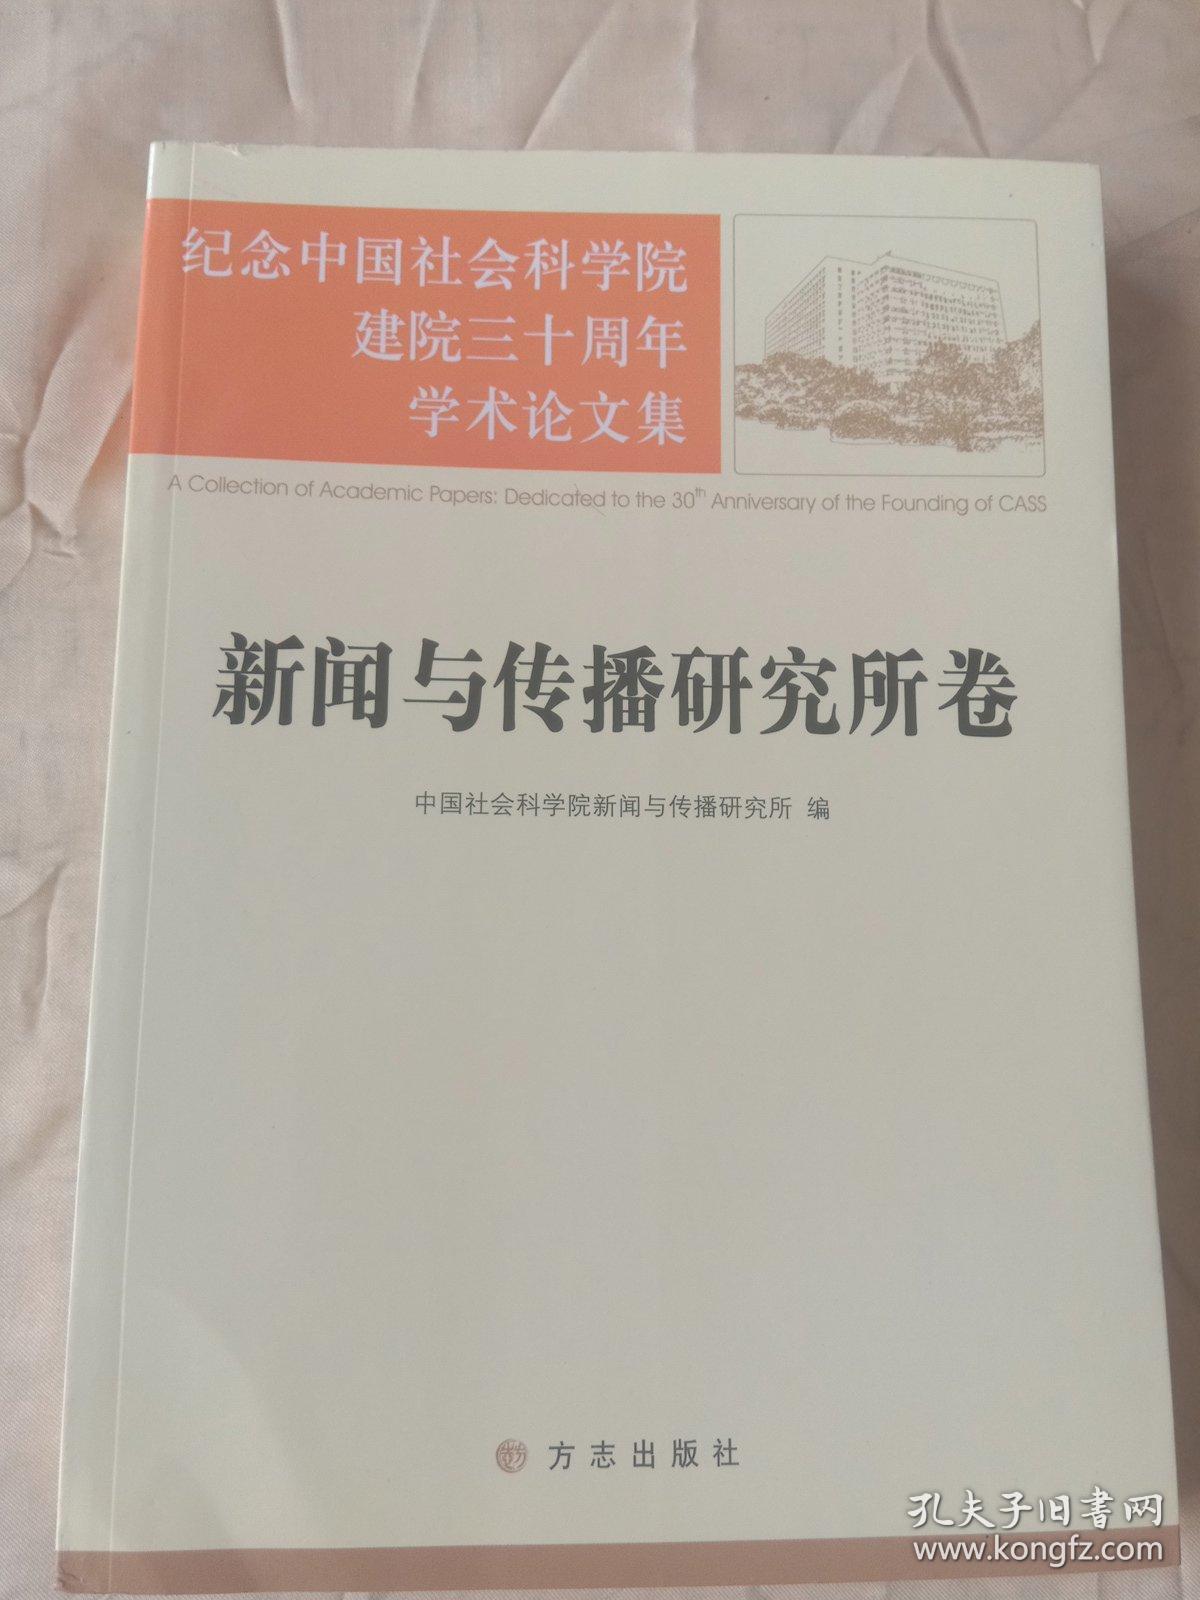 纪念中国社会科学院
建院三十周年
学术论文集
A Collection of Academic Papers: Dedicated to the 30th Anniversary of the Founding of CASS
新闻与传播研究所卷
中国社会科学院新闻与传播研究所 编
方志出版社
孔夫子旧书网
www.kongfz.com